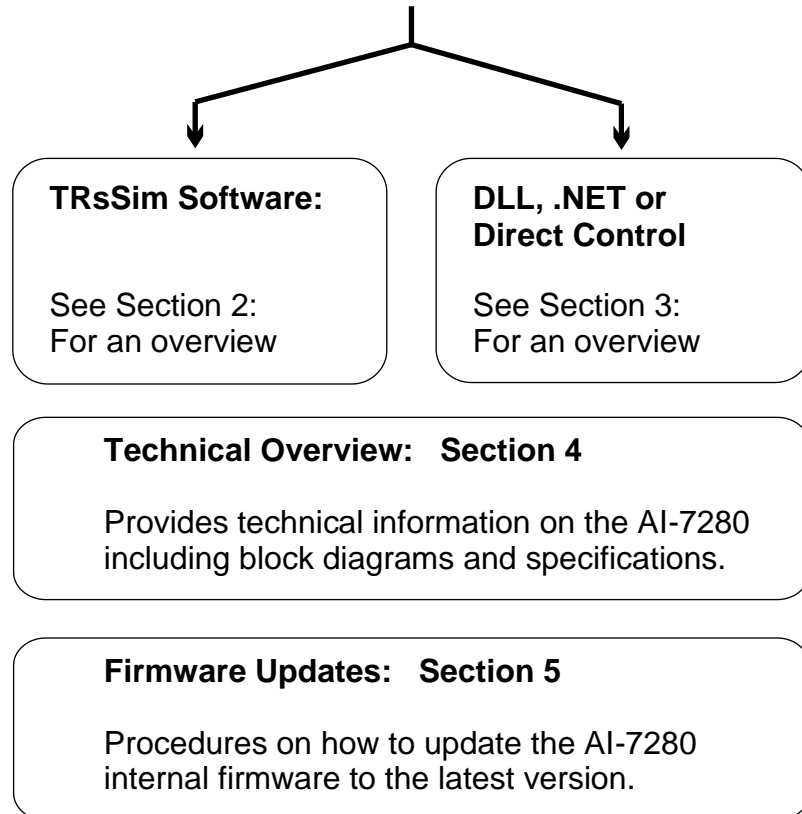 TRsSim Software:
See Section 2:
For an overview
DLL, .NET or
Direct Control
See Section 3:
For an overview
Technical Overview:   Section 4
Provides technical information on the AI-7280
including block diagrams and specifications.
Firmware Updates:   Section 5
Procedures on how to update the AI-7280
internal firmware to the latest version.